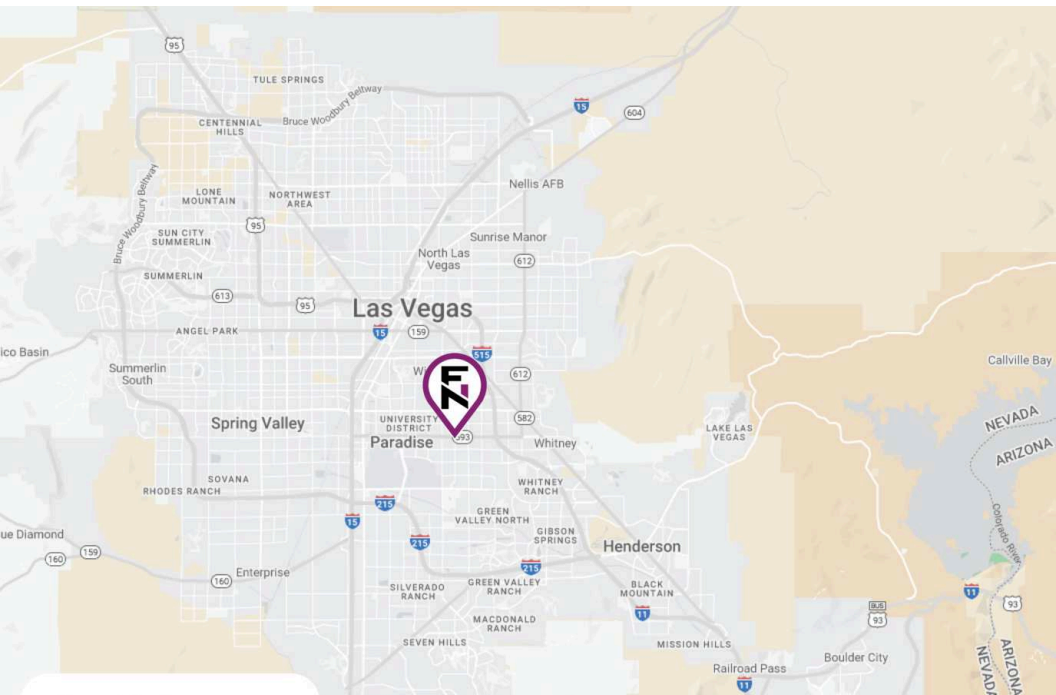 95
TULE SPRINGS
Bruce Woodbury Beltway
15
604
CENTENNIAL
HILLS
Nellis AFB
LONE
MOUNTAIN
NORTHWEST
AREA
Bruce Woodbury Beltway
95
SUN CITY
SUMMERLIN
Sunrise Manor
North Las
Vegas
612
SUMMERLIN
613
95
Las Vegas
15
159
ANGEL PARK
515
ico Basin
Callville Bay
Summerlin
South
Wi
FN
612
UNIVERSITY
DISTRICT
582
Spring Valley
NEVADA
LAKE LAS
VEGAS
Paradise
593
Whitney
ARIZONA
SOVANA
RHODES RANCH
WHITNEY
RANCH
215
GREEN
VALLEY NORTH
15
Colorado River
GIBSON
SPRINGS
ue Diamond
215
Henderson
160
159
215
Enterprise
160
SILVERADO
RANCH
GREEN VALLEY
RANCH
BLACK
MOUNTAIN
11
93
11
BUS
93
MACDONALD
RANCH
SEVEN HILLS
MISSION HILLS
ARIZONA
NEVAD
Boulder City
Railroad Pass
11